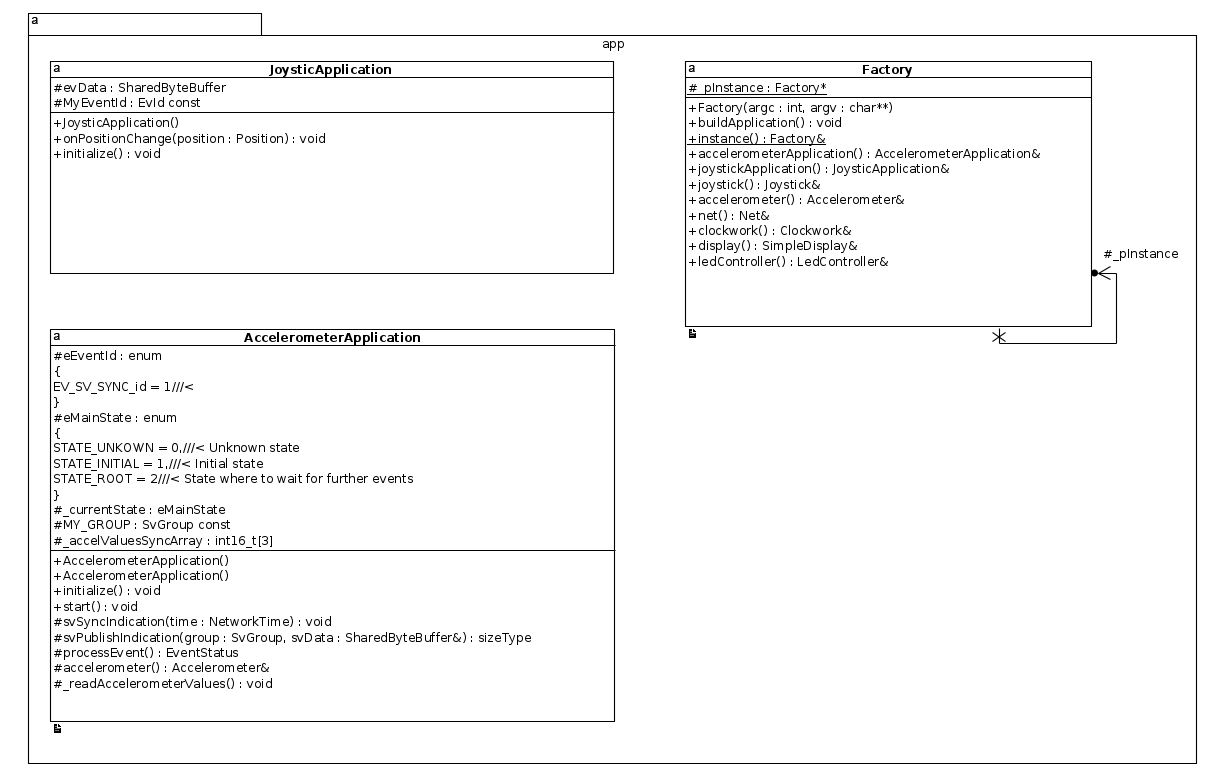 a
app
a
JoysticApplication
#evData : SharedByteBuffer
#MyEventId : EvId const
+JoysticApplication()
+onPositionChange(position : Position) : void
+initialize() : void
a
Factory
#_pInstance : Factory*
+Factory(argc : int, argv : char**)
+buildApplication() : void
+instance() : Factory&
+accelerometerApplication() : AccelerometerApplication&
+joystickApplication() : JoysticApplication&
+joystick() : Joystick&
+accelerometer() : Accelerometer&
+net() : Net&
+clockwork() : Clockwork&
+display() : SimpleDisplay&
+ledController() : LedController&
#_pInstance
a
AccelerometerApplication
#eEventId : enum
{
EV_SV_SYNC_id = 1///<
}
#eMainState : enum
{
STATE_UNKOWN = 0,///< Unknown state
STATE_INITIAL = 1,///< Initial state
STATE_ROOT = 2///< State where to wait for further events
}
#_currentState : eMainState
#MY_GROUP : SvGroup const
#_accelValuesSyncArray : int16_t[3]
+AccelerometerApplication()
+AccelerometerApplication()
+initialize() : void
+start() : void
#svSyncIndication(time : NetworkTime) : void
#svPublishIndication(group : SvGroup, svData : SharedByteBuffer&) : sizeType
#processEvent() : EventStatus
#accelerometer() : Accelerometer&
#_readAccelerometerValues() : void